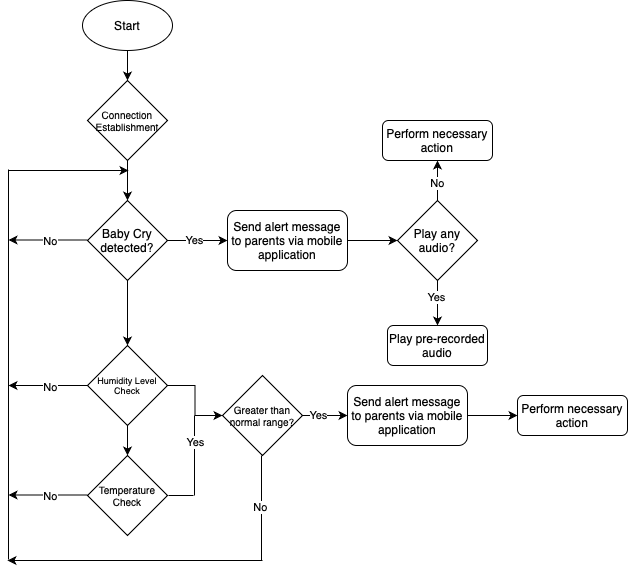 Start
Connection
Establishment
Perform necessary
action
No
Baby Cry
detected?
No
Yes
Send alert message
to parents via mobile
application
Play any
audio?
Yes
Play pre-recorded
audio
Humidity Level
Check
No
Greater than
normal range?
Yes
Send alert message
to parents via mobile
application
Perform necessary
action
Yes
Temperature
Check
No
No